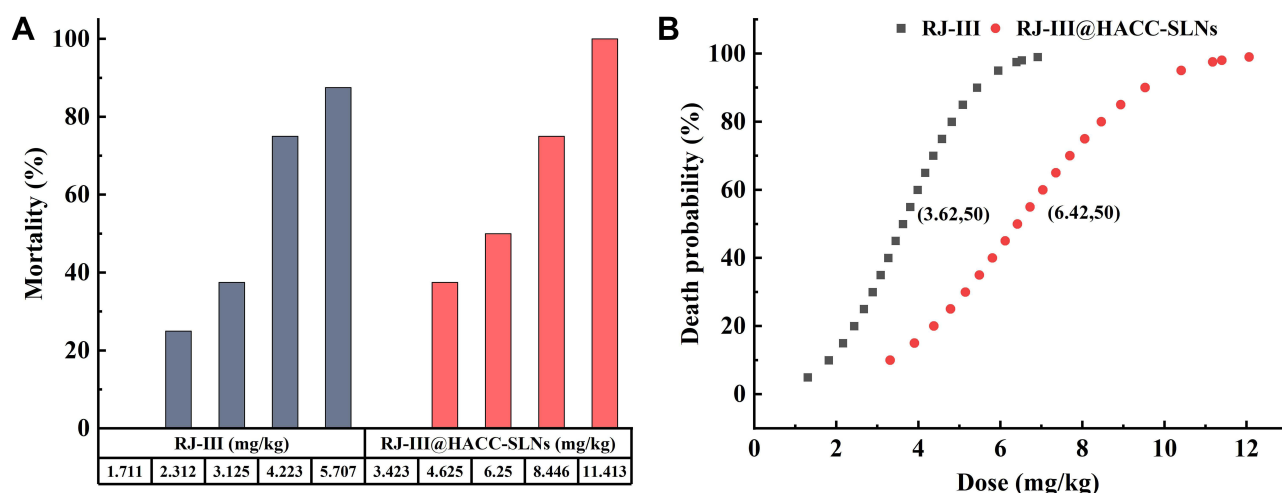 A
Mortality (%)
100
80
60
40
20
0
RJ-III (mg/kg) RJ-III@HACC-SLNs (mg/kg)
1.711 2.312 3.125 4.223 5.707 3.423 4.625 6.25 8.446 11.413
B
RJ-III RJ-III@HACC-SLNs
Death probability (%)
100
80
60
40
20
0
(3.62,50) (6.42,50)
0 2 4 6 8 10 12
Dose (mg/kg)